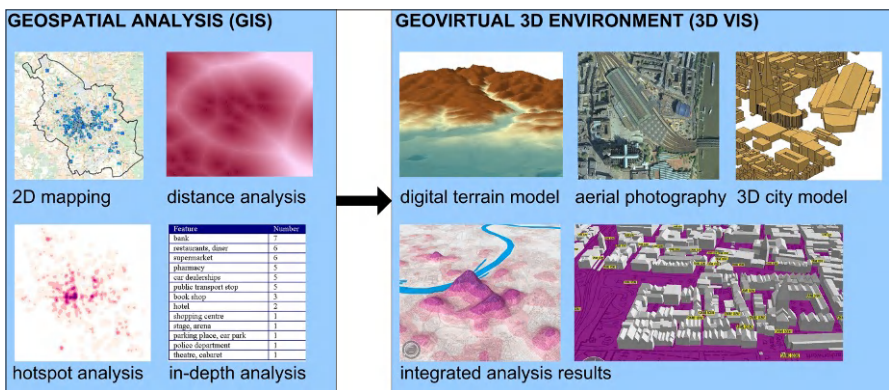 GEOSPATIAL ANALYSIS (GIS)
2D mapping
distance analysis
hotspot analysis
Feature Number
bank 7
restaurants, diner 6
supermarket 6
pharmacy 5
car dealerships 5
public transport stop 5
book shop 3
hotel 2
shopping centre 1
stage, arena 1
parking place, car park 1
police department 1
theatre, cabaret 1
in-depth analysis
GEOVIRTUAL 3D ENVIRONMENT (3D VIS)
digital terrain model
aerial photography
3D city model
integrated analysis results